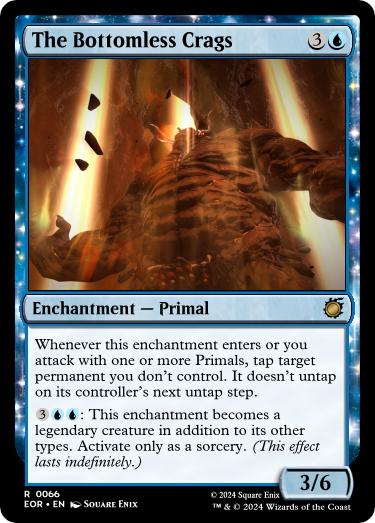 The Bottomless Crags 3
Enchantment — Primal
Whenever this enchantment enters or you
attack with one or more Primals, tap target
permanent you don't control. It doesn't untap
on its controller's next untap step.
3: This enchantment becomes a
legendary creature in addition to its other
types. Activate only as a sorcery. (This effect
lasts indefinitely.)
3/6
R 0066
EOR • EN SQUARE ENIX
© 2024 Square Enix
™ & © 2024 Wizards of the Coast